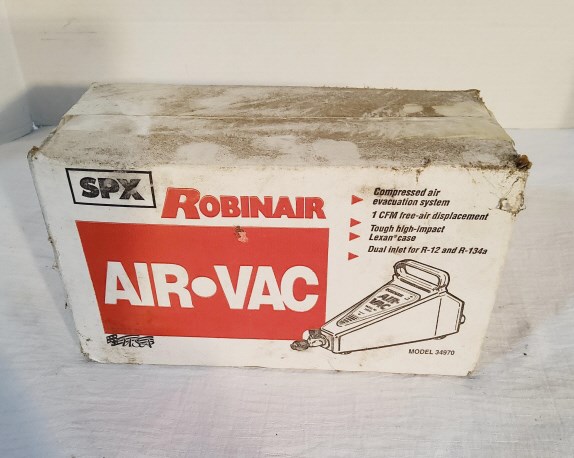 SPX
ROBINAIR
AIR•VAC
Compressed air
evacuation system
1 CFM free-air displacement
Tough high-impact
Lexan® case
Dual inlet for R-12 and R-134a
MODEL 34970